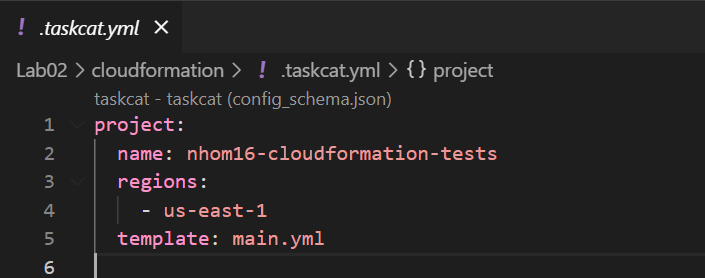 ! .taskcat.yml ×
Lab02 > cloudformation > ! .taskcat.yml > {} project
taskcat - taskcat (config_schema.json)
1 project:
2 name: nhom16-cloudformation-tests
3 regions:
4 - us-east-1
5 template: main.yml
6